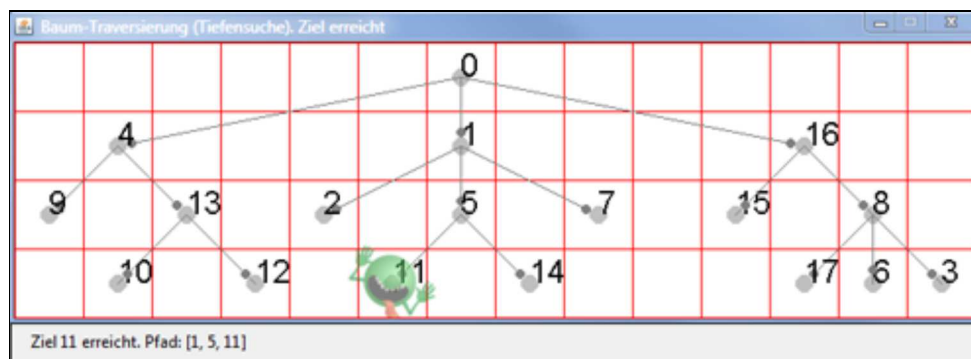 Baum-Traversierung (Tiefensuche). Ziel erreicht
0
4 1 16
9 13 2 5 7 15 8
10 12 11 14 17 6 3
Ziel 11 erreicht. Pfad: [1, 5, 11]